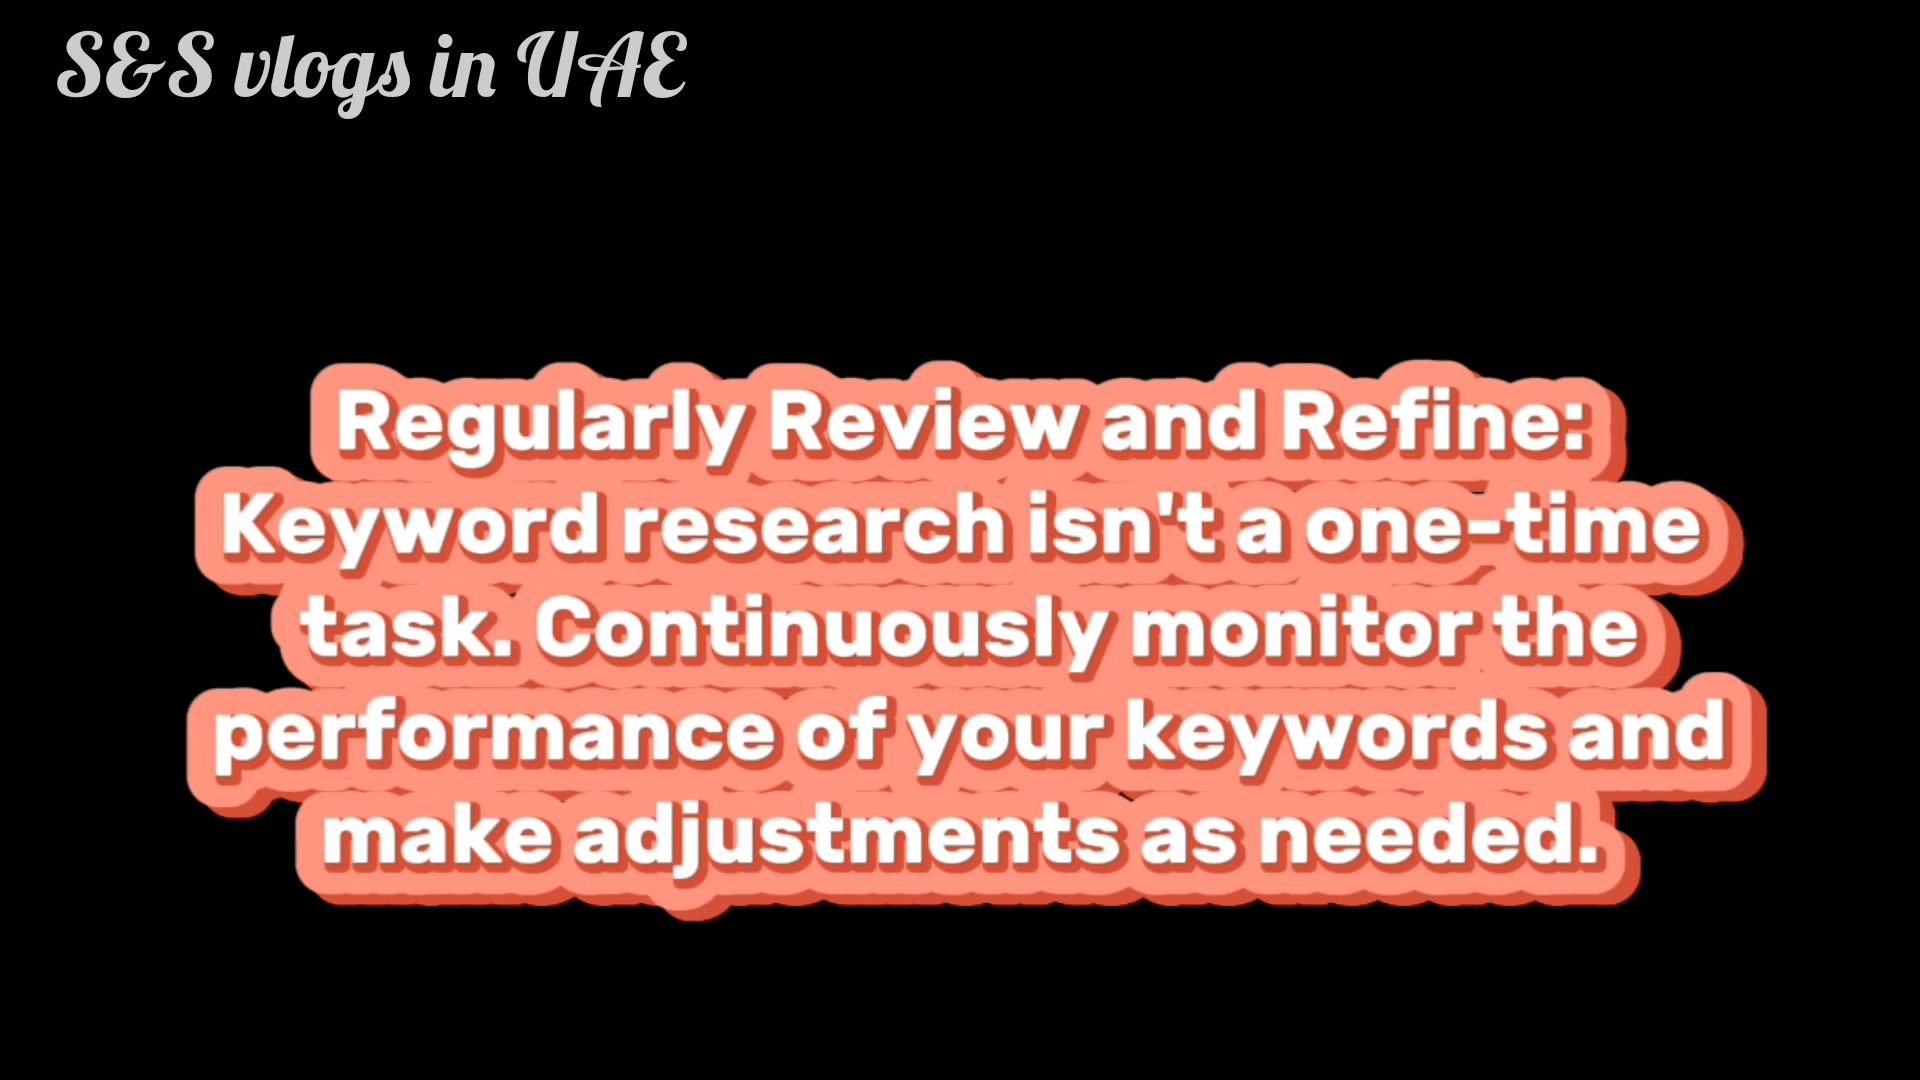 S&S vlogs in UAE
Regularly Review and Refine:
Keyword research isn't a one-time
task. Continuously monitor the
performance of your keywords and
make adjustments as needed.